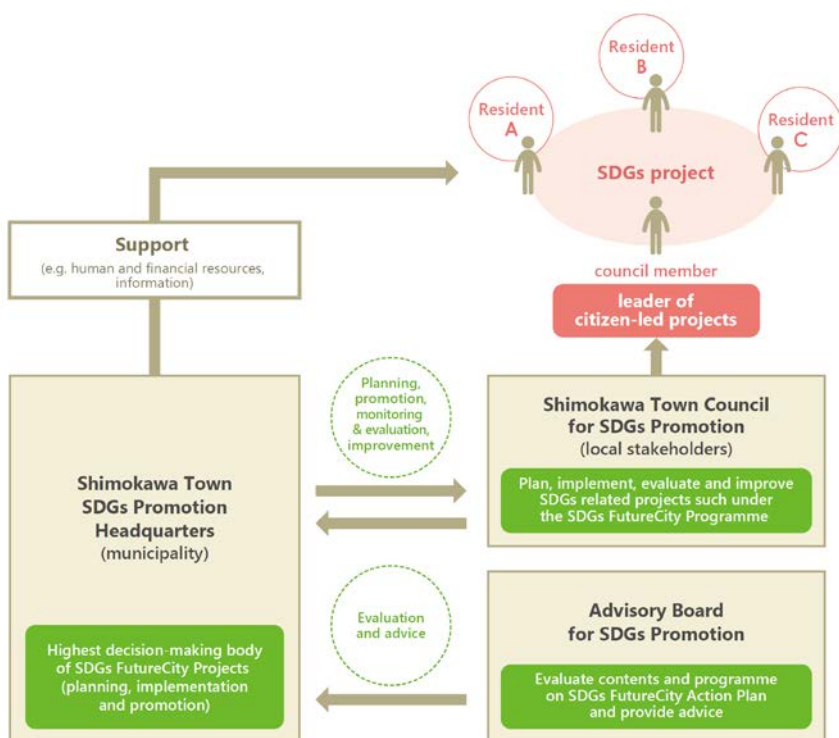 Resident
B
Resident
A
Resident
C
SDGs project
council member
leader of
citizen-led projects
Support
(e.g. human and financial resources,
information)
Planning,
promotion,
monitoring
& evaluation,
improvement
Shimokawa Town Council
for SDGs Promotion
(local stakeholders)
Plan, implement, evaluate and improve
SDGs related projects such under
the SDGs FutureCity Programme
Shimokawa Town
SDGs Promotion
Headquarters
(municipality)
Highest decision-making body
of SDGs FutureCity Projects
(planning, implementation
and promotion)
Evaluation
and advice
Advisory Board
for SDGs Promotion
Evaluate contents and programme
on SDGs FutureCity Action Plan
and provide advice